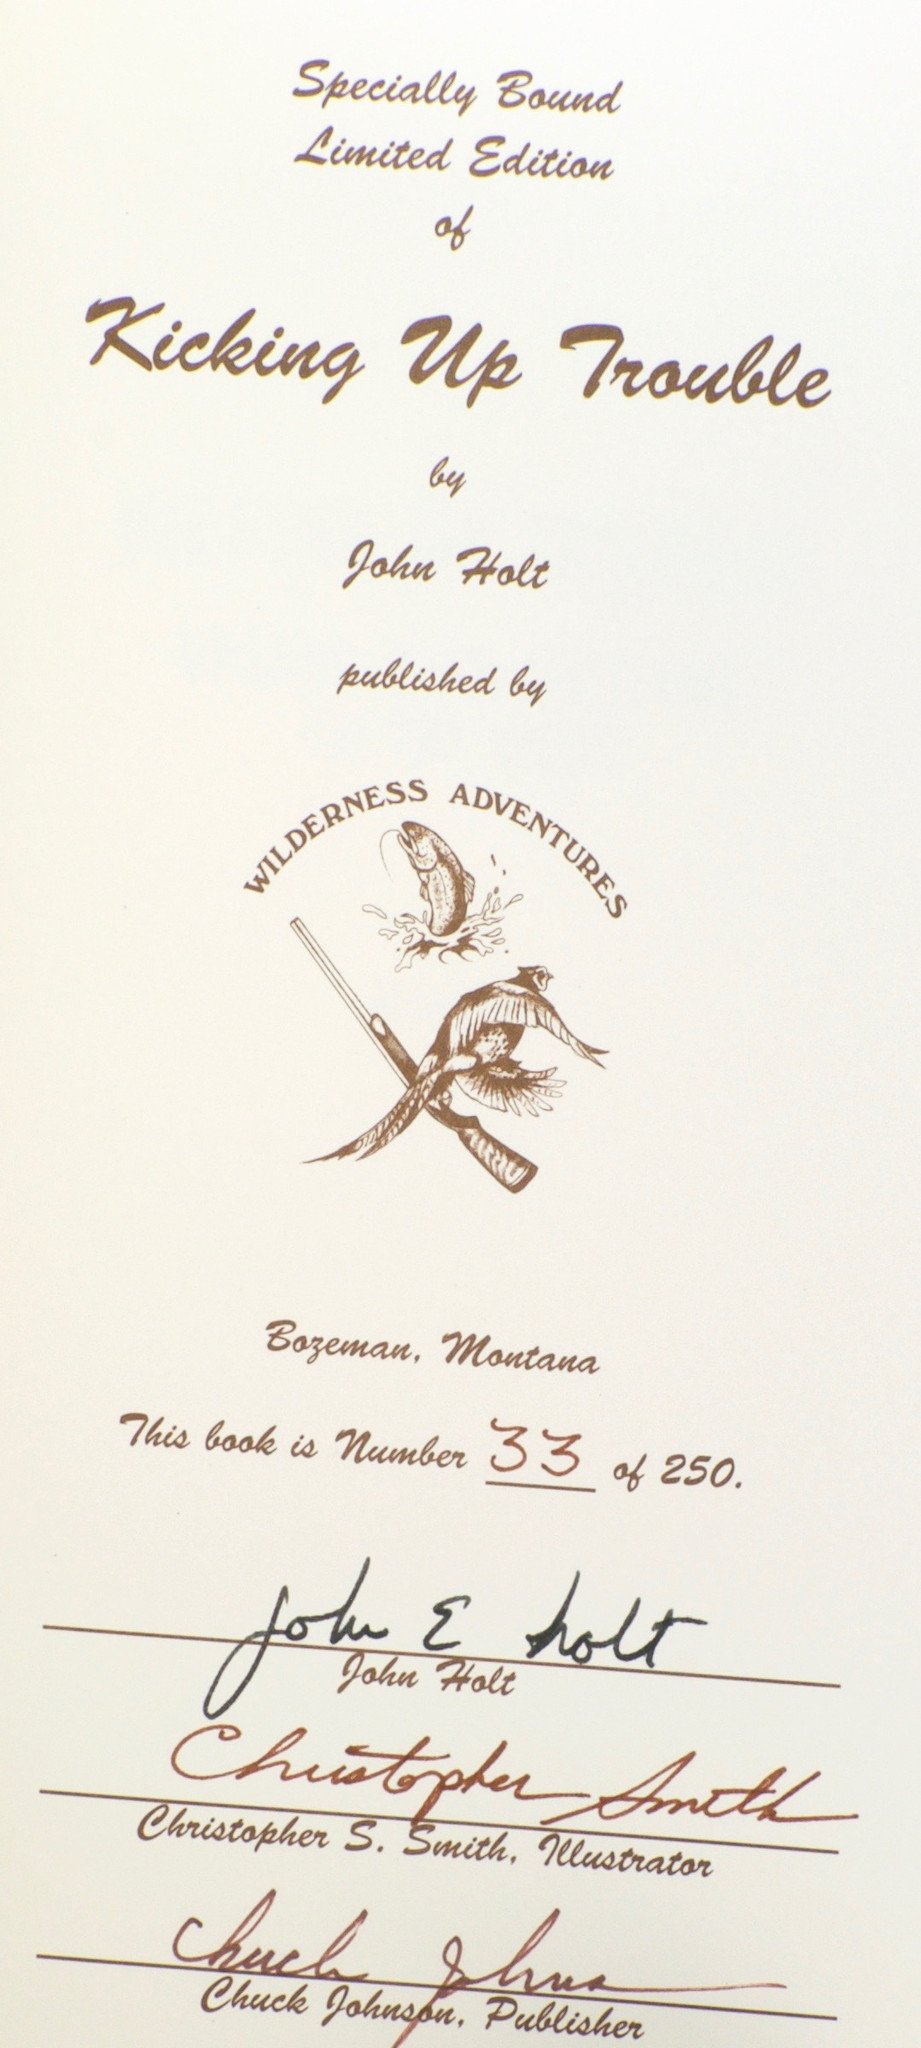 Specially Bound
Limited Edition
of
Kicking Up Trouble
by
John Holt
published by
WILDERNESS ADVENTURES
Bozeman, Montana
This book is Number 33 of 250.
John E Holt
John Holt
Christopher Smith
Christopher S. Smith, Illustrator
Chuck Johnson
Chuck Johnson, Publisher